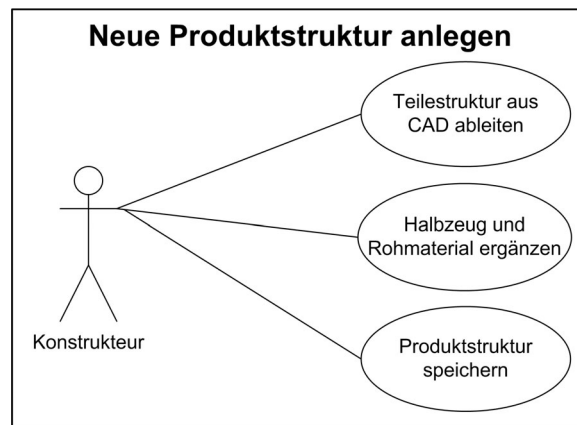 Neue Produktstruktur anlegen
Teilestruktur aus
CAD ableiten
Halbzeug und
Rohmaterial ergänzen
Konstrukteur
Produktstruktur
speichern